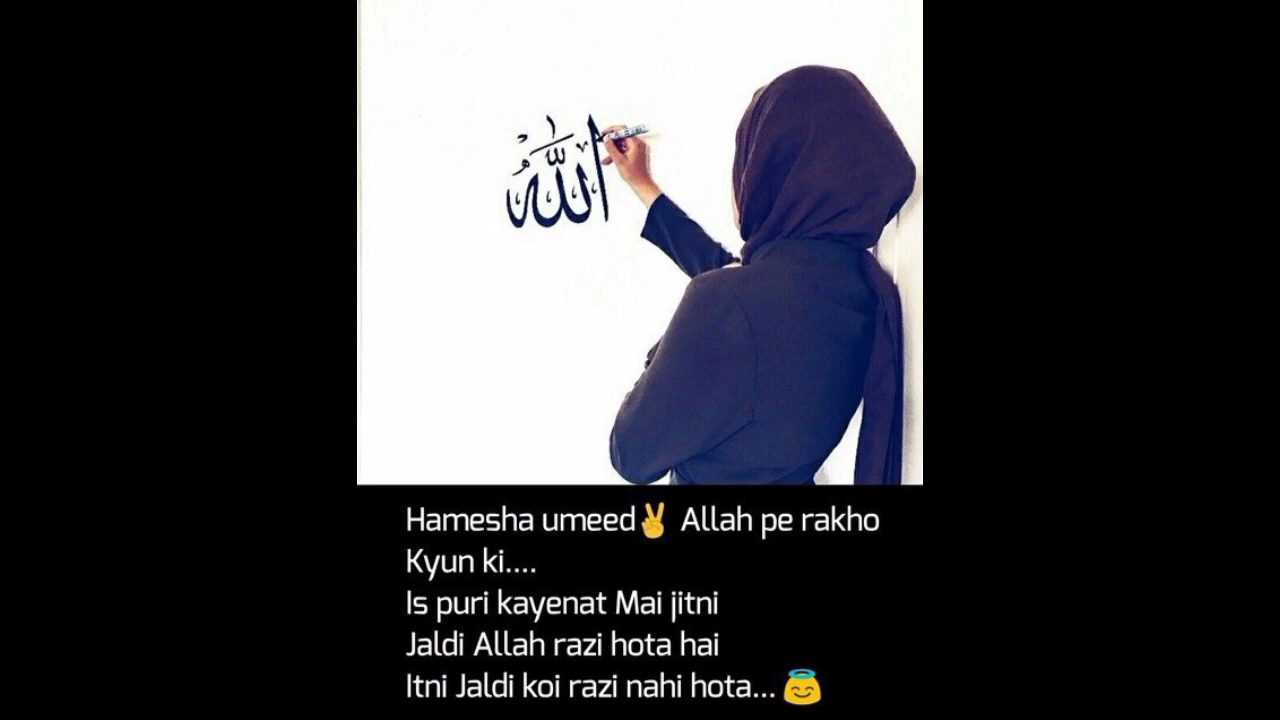 الله
Hamesha umeed✌ Allah pe rakho
Kyun ki....
Is puri kayenat Mai jitni
Jaldi Allah razi hota hai
Itni Jaldi koi razi nahi hota... 😇